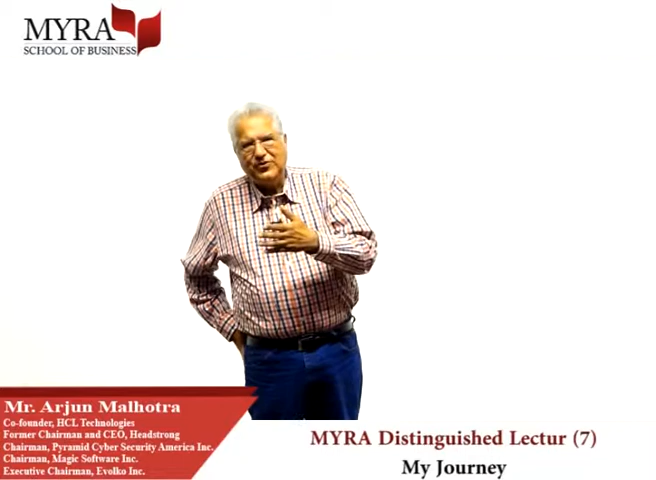 MYRA
SCHOOL OF BUSINESS
Mr. Arjun Malhotra
Co-founder, HCL Technologies
Former Chairman and CEO, Headstrong
Chairman, Pyramid Cyber Security America Inc.
Chairman, Magic Software Inc.
Executive Chairman, Evolko Inc.
MYRA Distinguished Lectur (7)
My Journey